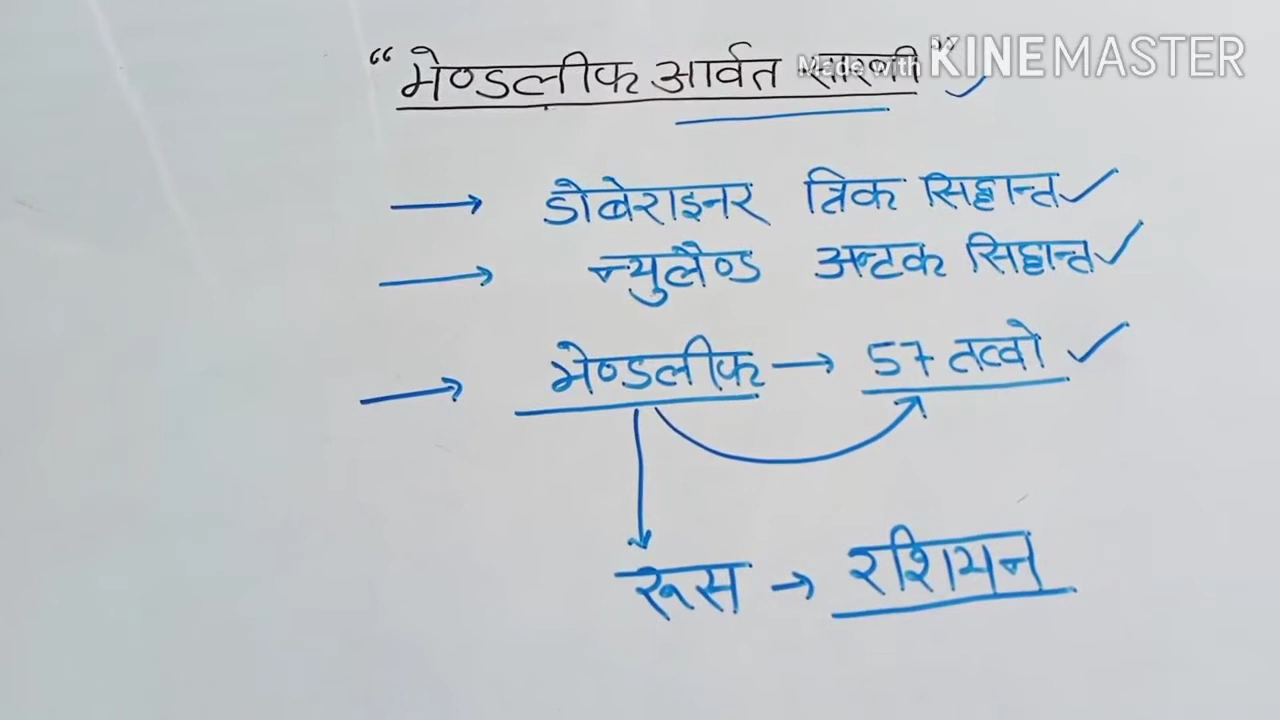 “मेण्डलीफ आर्वत सारणी” Made with KINEMASTER
→ डोबेराइनर त्रिक सिद्धान्त ✓
→ न्युलैण्ड अष्टक सिद्धान्त ✓
→ मेण्डलीफ → 57 तत्वो ✓
रूस → रशियन